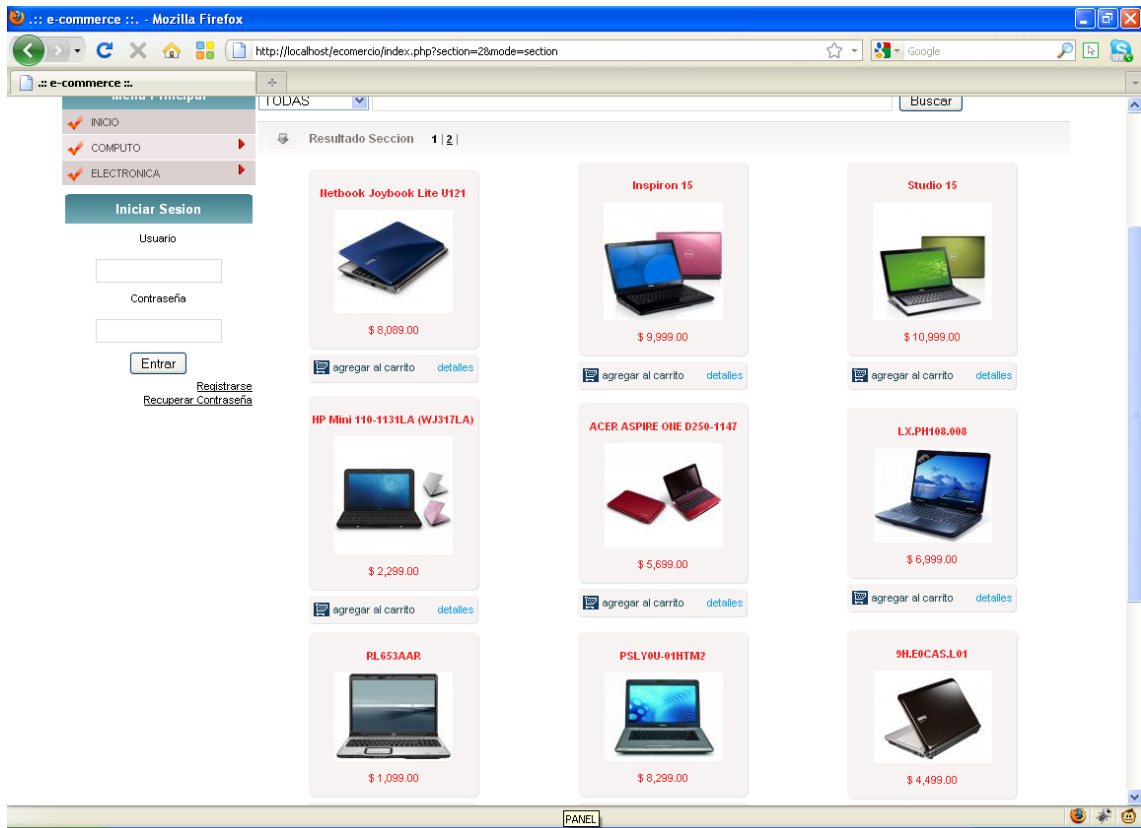 .:: e-commerce ::. - Mozilla Firefox
http://localhost/ecomercio/index.php?section=2&mode=section
Google
.:: e-commerce ::.
Menu Principal
TODAS
Buscar
INICIO
COMPUTO
ELECTRONICA
Resultado Seccion 1 | 2 |
Iniciar Sesion
Usuario
Contraseña
Entrar
Registrarse
Recuperar Contraseña
Netbook Joybook Lite U121
Inspiron 15
Studio 15
$ 8,089.00
$ 9,999.00
$ 10,999.00
agregar al carrito detalles
agregar al carrito detalles
agregar al carrito detalles
HP Mini 110-1131LA (WJ317LA)
ACER ASPIRE ONE D250-1147
LX.PH108.008
$ 2,299.00
$ 5,699.00
$ 6,999.00
agregar al carrito detalles
agregar al carrito detalles
agregar al carrito detalles
RL653AAR
PSLY0U-01HTM2
9H.E0CAS.L01
$ 1,099.00
$ 8,299.00
$ 4,499.00
PANEL